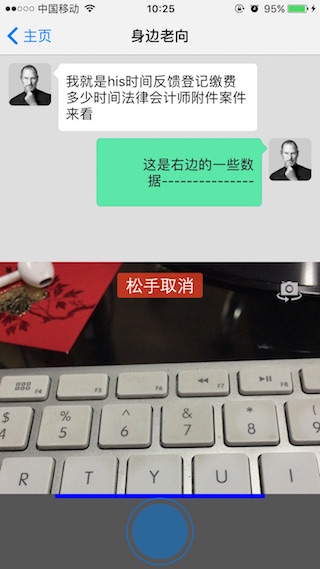 中国移动
10:25
95%
主页
身边老向
我就是his时间反馈登记缴费
多少时间法律会计师附件案件
来看
这是右边的一些数
据---------------
松手取消
F4
F5
F6
F7
F8
$
4
%
5
^
6
&
7
*
8
R
T
Y
U
I